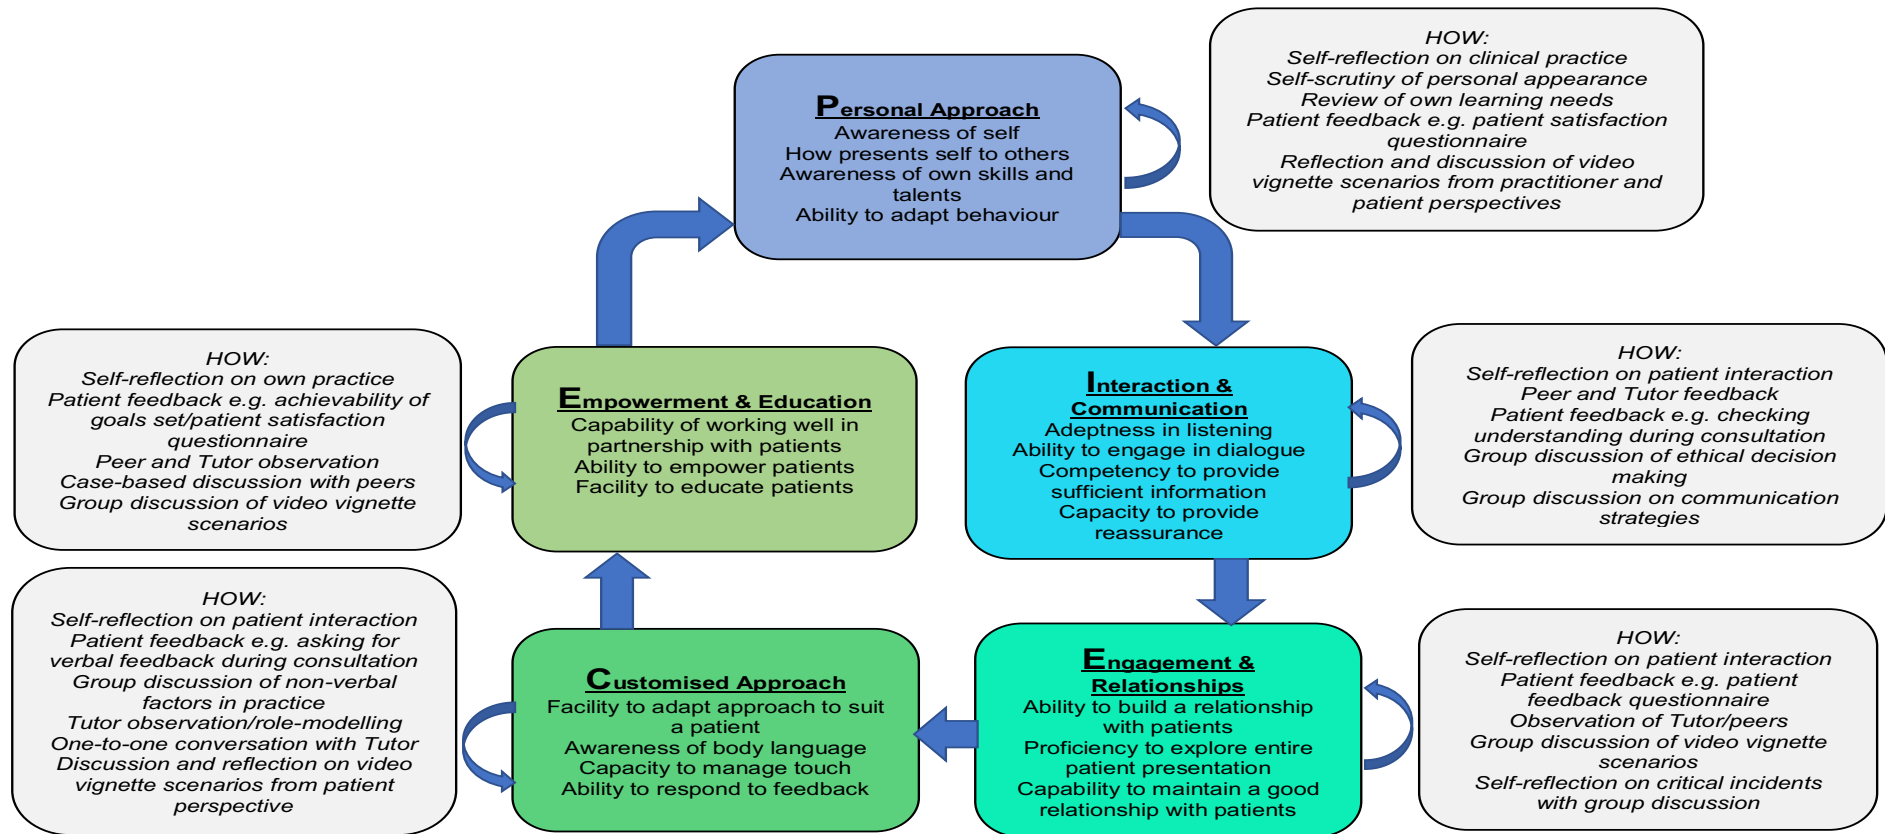 Personal Approach
Awareness of self
How presents self to others
Awareness of own skills and
talents
Ability to adapt behaviour
HOW:
Self-reflection on clinical practice
Self-scrutiny of personal appearance
Review of own learning needs
Patient feedback e.g. patient satisfaction
questionnaire
Reflection and discussion of video
vignette scenarios from practitioner and
patient perspectives
Interaction &
Communication
Adeptness in listening
Ability to engage in dialogue
Competency to provide
sufficient information
Capacity to provide
reassurance
HOW:
Self-reflection on patient interaction
Peer and Tutor feedback
Patient feedback e.g. checking
understanding during consultation
Group discussion of ethical decision
making
Group discussion on communication
strategies
Engagement &
Relationships
Ability to build a relationship
with patients
Proficiency to explore entire
patient presentation
Capability to maintain a good
relationship with patients
HOW:
Self-reflection on patient interaction
Patient feedback e.g. patient
feedback questionnaire
Observation of Tutor/peers
Group discussion of video vignette
scenarios
Self-reflection on critical incidents
with group discussion
Customised Approach
Facility to adapt approach to suit
a patient
Awareness of body language
Capacity to manage touch
Ability to respond to feedback
HOW:
Self-reflection on patient interaction
Patient feedback e.g. asking for
verbal feedback during consultation
Group discussion of non-verbal
factors in practice
Tutor observation/role-modelling
One-to-one conversation with Tutor
Discussion and reflection on video
vignette scenarios from patient
perspective
Empowerment & Education
Capability of working well in
partnership with patients
Ability to empower patients
Facility to educate patients
HOW:
Self-reflection on own practice
Patient feedback e.g. achievability of
goals set/patient satisfaction
questionnaire
Peer and Tutor observation
Case-based discussion with peers
Group discussion of video vignette
scenarios